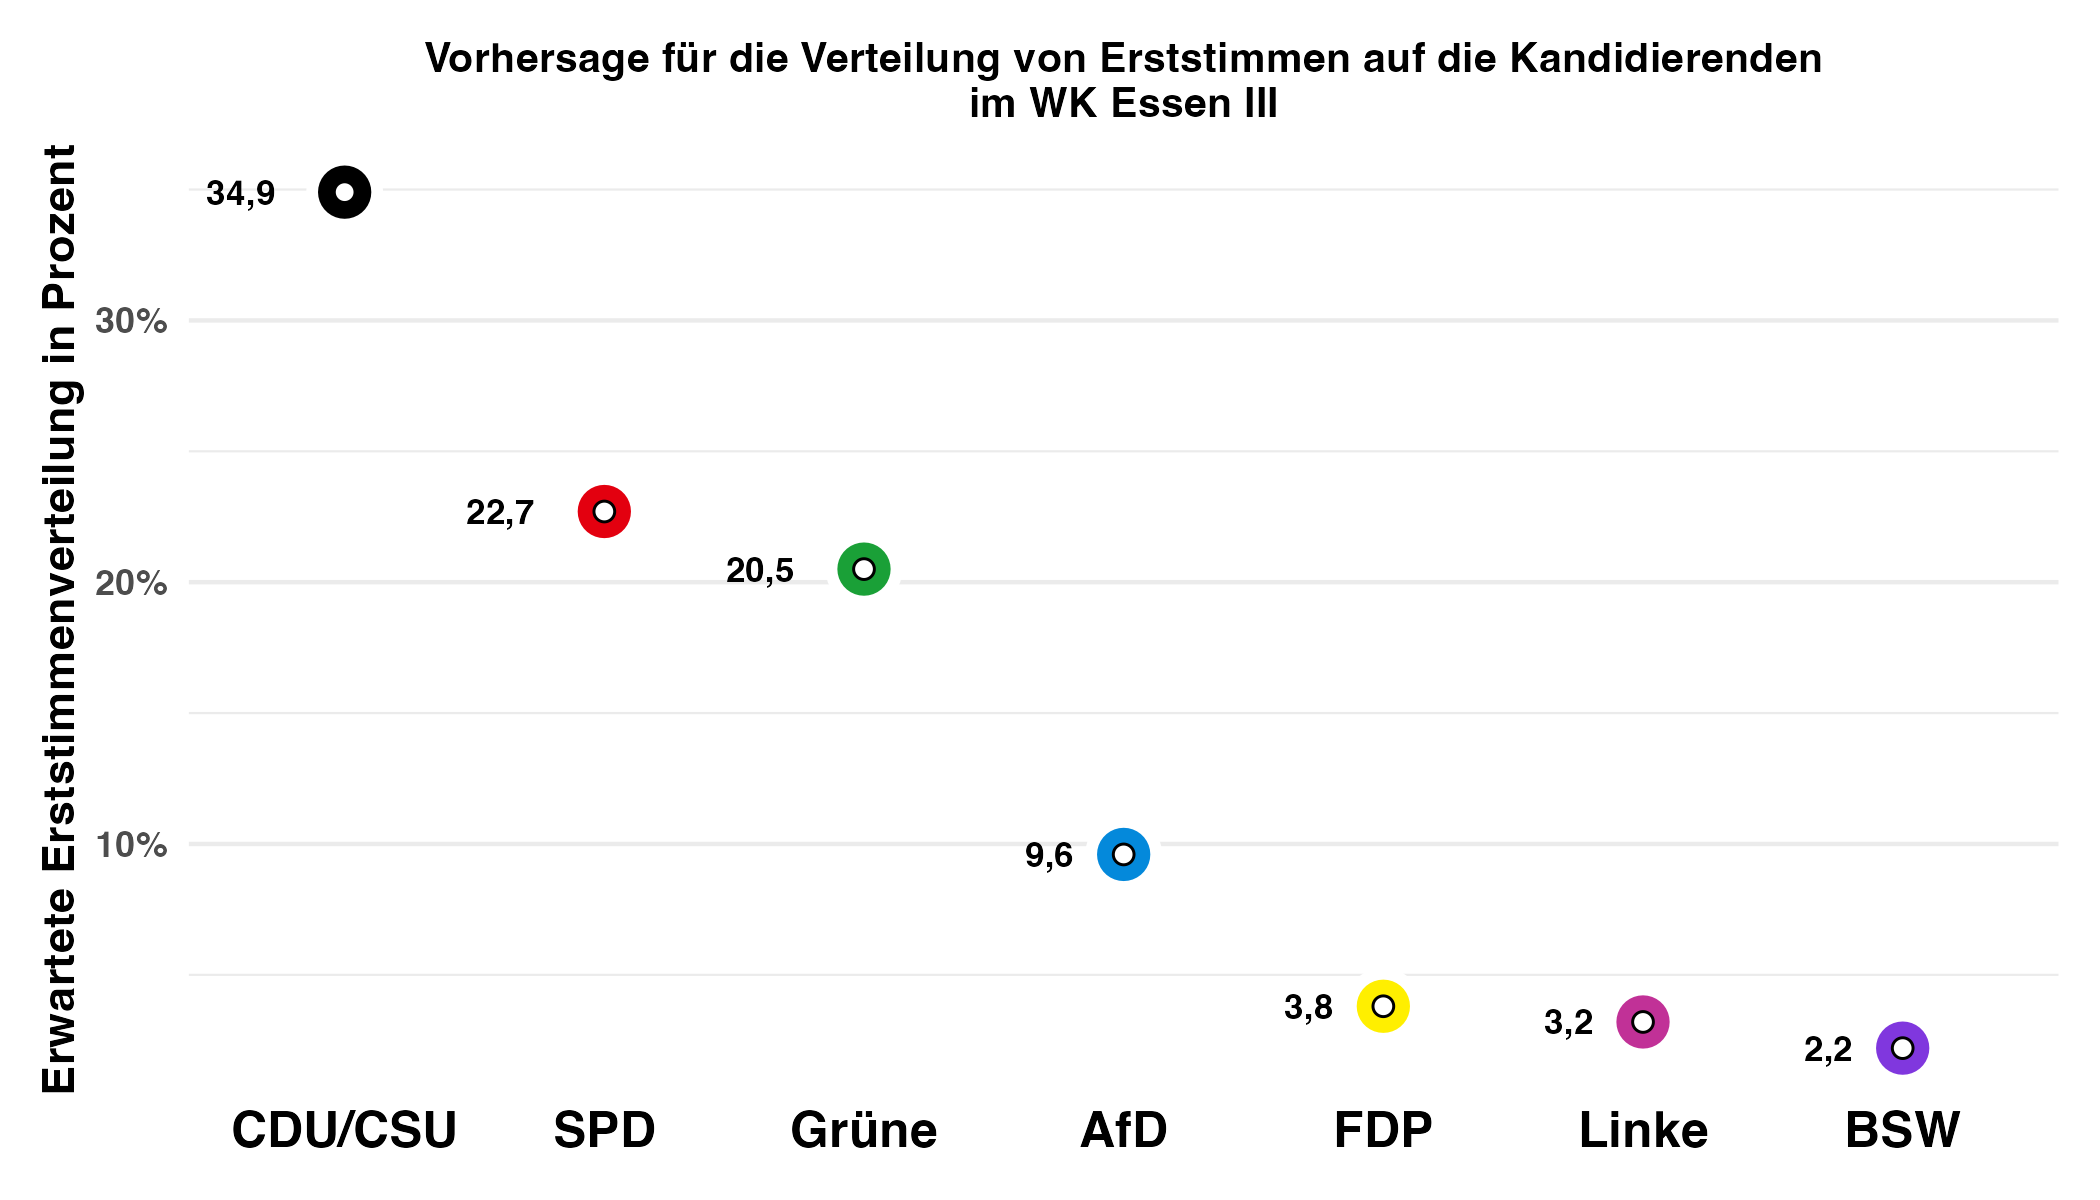 Vorhersage für die Verteilung von Erststimmen auf die Kandidierenden
im WK Essen III
Erwartete Erststimmenverteilung in Prozent
30%
20%
10%
34,9
22,7
20,5
9,6
3,8
3,2
2,2
CDU/CSU
SPD
Grüne
AfD
FDP
Linke
BSW